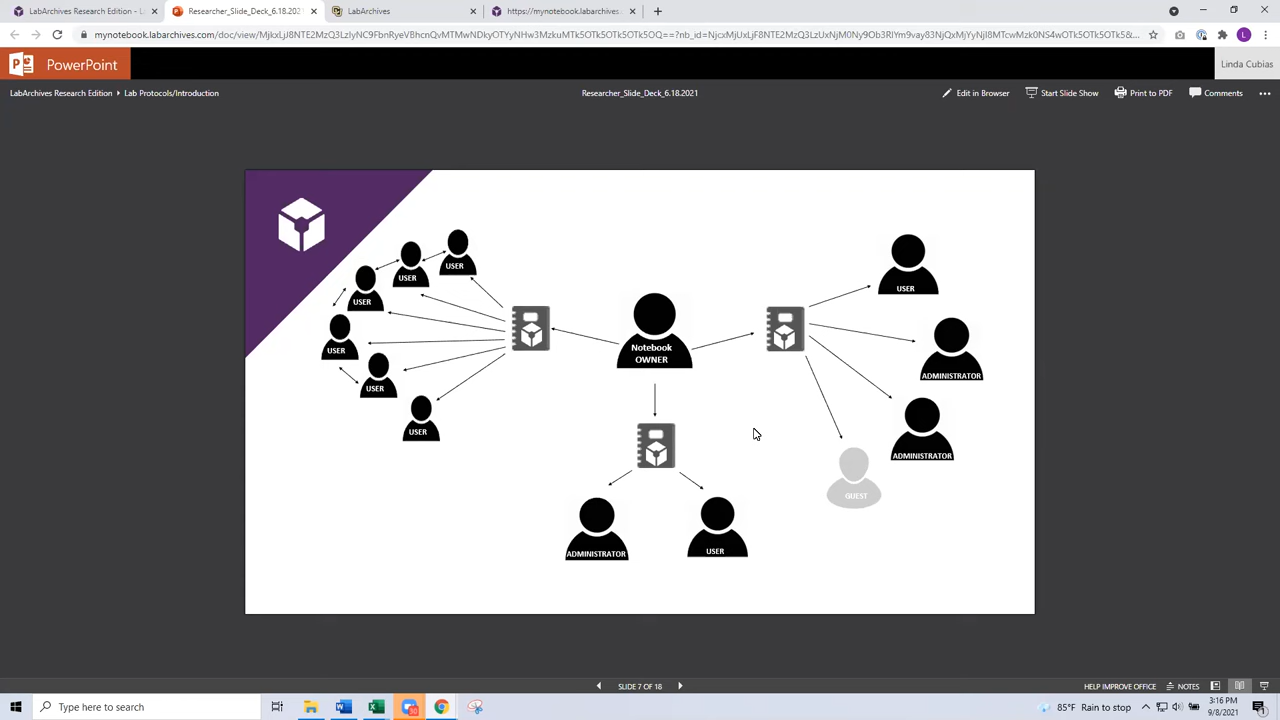 LabArchives Research Edition - L
Researcher_Slide_Deck_6.18.202
LabArchives
https://mynotebook.labarchives.
PowerPoint
Linda Cubias
LabArchives Research Edition
Lab Protocols/Introduction
Researcher_Slide_Deck_6.18.2021
Edit in Browser
Start Slide Show
Print to PDF
Comments
USER
USER
USER
USER
USER
USER
Notebook
OWNER
USER
ADMINISTRATOR
ADMINISTRATOR
GUEST
ADMINISTRATOR
USER
SLIDE 7 OF 18
HELP IMPROVE OFFICE
NOTES
Type here to search
85°F Rain to stop
3:16 PM
9/8/2021